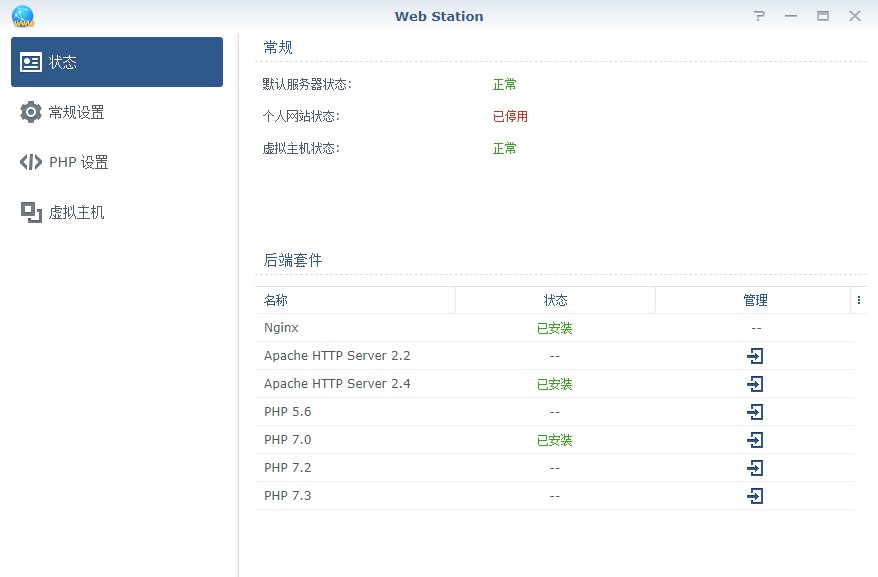 Web Station
状态
常规设置
PHP 设置
虚拟主机
常规
默认服务器状态: 正常
个人网站状态: 已停用
虚拟主机状态: 正常
后端套件
名称 状态 管理
Nginx 已安装 --
Apache HTTP Server 2.2 --
Apache HTTP Server 2.4 已安装
PHP 5.6 --
PHP 7.0 已安装
PHP 7.2 --
PHP 7.3 --